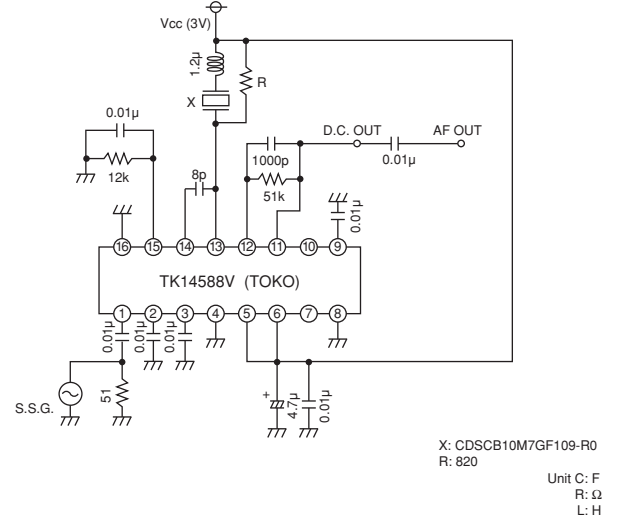 Vcc (3V)
1.2μ
R
X
0.01μ
12k
8p
1000p
51k
D.C. OUT
0.01μ
AF OUT
0.01μ
16 15 14 13 12 11 10 9
TK14588V (TOKO)
1 2 3 4 5 6 7 8
0.01μ
0.01μ
0.01μ
S.S.G.
51
+
4.7μ
0.01μ
X: CDSCB10M7GF109-R0
R: 820
Unit C: F
R: Ω
L: H